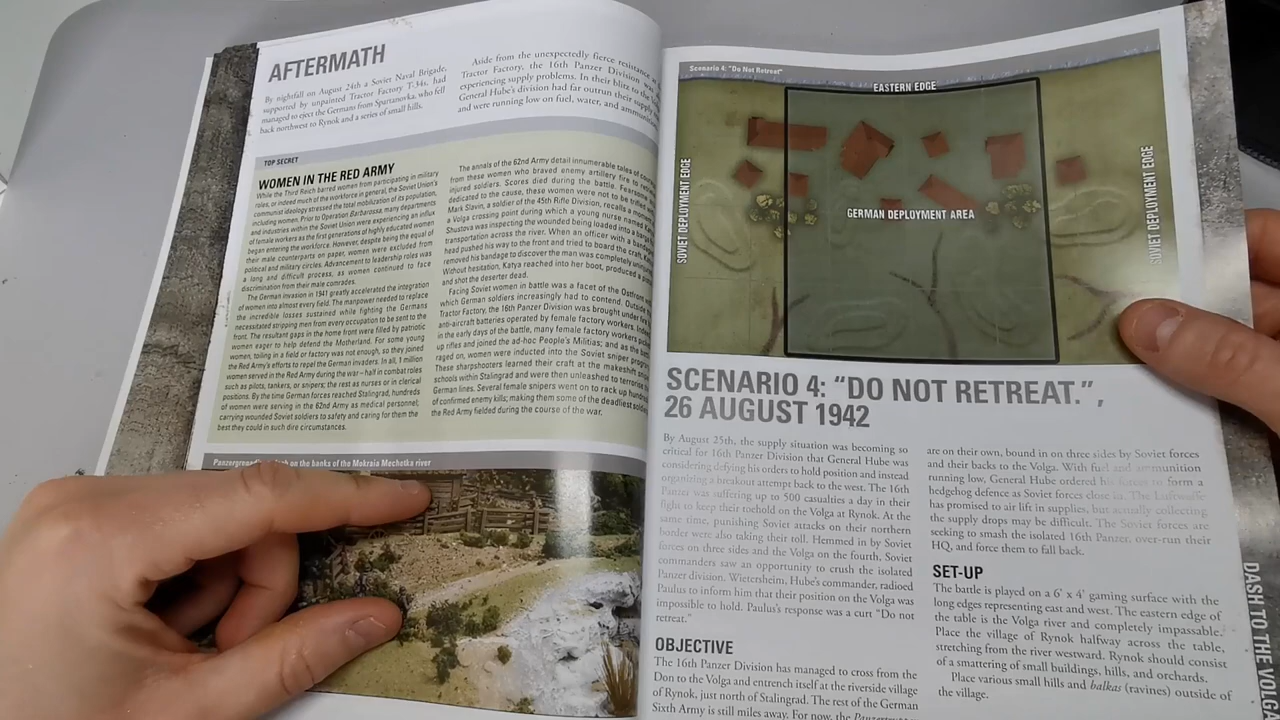 AFTERMATH
By nightfall on August 24th a Soviet Naval Brigade,
supported by unpainted Tractor Factory T-34s, had
managed to eject the Germans from Spartanovka, who fell
back northwest to Rynok and a series of small hills.
Aside from the unexpectedly fierce resistance
Tractor Factory, the 16th Panzer Division
experiencing supply problems. In their blitz to the
General Hube's division had far outrun their supply
and were running low on fuel, water, and ammunition
TOP SECRET
WOMEN IN THE RED ARMY
While the Third Reich barred women from participating in military
roles, or indeed much of the workforce in general, the Soviet Union's
communist ideology stressed the total mobilization of its population,
including women. Prior to Operation Barbarossa, many departments
and industries within the Soviet Union were experiencing an influx
of female workers as the first generations of highly educated women
began entering the workforce. However, despite being the equal of
their male counterparts on paper, women were excluded from
political and military circles. Advancement to leadership roles was
a long and difficult process, as women continued to face
discrimination from their male comrades.
The German invasion in 1941 greatly accelerated the integration
of women into almost every field. The manpower needed to replace
the incredible losses sustained while fighting the Germans
necessitated stripping men from every occupation to be sent to the
front. The resultant gaps in the home front were filled by patriotic
women eager to help defend the Motherland. For some young
women, toiling in a field or factory was not enough, so they joined
the Red Army's efforts to repel the German invaders. In all, 1 million
women served in the Red Army during the war – half in combat roles
such as pilots, tankers, or snipers; the rest as nurses or in clerical
positions. By the time German forces reached Stalingrad, hundreds
of women were serving in the 62nd Army as medical personnel;
carrying wounded Soviet soldiers to safety and caring for them the
best they could in such dire circumstances.
The annals of the 62nd Army detail innumerable tales of
from these women who braved enemy artillery fire to
injured soldiers. Scores died during the battle. Fearsome
dedicated to the cause, these women were not to be trifled
Mark Slavin, a soldier of the 45th Rifle Division, recalls a
a Volga crossing point during which a young nurse named
Shustova was inspecting the wounded being loaded into a
transportation across the river. When an officer with a bandaged
head pushed his way to the front and tried to board the craft,
removed his bandage to discover the man was completely
Without hesitation, Katya reached into her boot, produced a
and shot the deserter dead.
Facing Soviet women in battle was a facet of the Ostfront
which German soldiers increasingly had to contend. Outside
Tractor Factory, the 16th Panzer Division was brought under
anti-aircraft batteries operated by female factory workers.
in the early days of the battle, many female factory workers
up rifles and joined the ad-hoc People's Militias; and as the
raged on, women were inducted into the Soviet sniper
These sharpshooters learned their craft at the makeshift
schools within Stalingrad and were then unleashed to terrorise
German lines. Several female snipers went on to rack up
of confirmed enemy kills; making them some of the deadliest
the Red Army fielded during the course of the war.
on the banks of the Mokraia Mechetka river
Scenario 4: "Do Not Retreat"
EASTERN EDGE
SOVIET DEPLOYMENT EDGE
GERMAN DEPLOYMENT AREA
SOVIET DEPLOYMENT EDGE
SCENARIO 4: “DO NOT RETREAT.”,
26 AUGUST 1942
By August 25th, the supply situation was becoming so
critical for 16th Panzer Division that General Hube was
considering defying his orders to hold position and instead
organizing a breakout attempt back to the west. The 16th
Panzer was suffering up to 500 casualties a day in their
fight to keep their toehold on the Volga at Rynok. At the
same time, punishing Soviet attacks on their northern
border were also taking their toll. Hemmed in by Soviet
forces on three sides and the Volga on the fourth, Soviet
commanders saw an opportunity to crush the isolated
Panzer division. Wietersheim, Hube's commander, radioed
Paulus to inform him that their position on the Volga was
impossible to hold. Paulus's response was a curt “Do not
retreat.”
OBJECTIVE
The 16th Panzer Division has managed to cross from the
Don to the Volga and entrench itself at the riverside village
of Rynok, just north of Stalingrad. The rest of the German
Sixth Army is still miles away. For now, the
are on their own, bound in on three sides by Soviet forces
and their backs to the Volga. With fuel and ammunition
running low, General Hube ordered his forces to form a
hedgehog defence as Soviet forces close in. The Luftwaffe
has promised to air lift in supplies, but actually collecting
the supply drops may be difficult. The Soviet forces are
seeking to smash the isolated 16th Panzer, over-run their
HQ, and force them to fall back.
SET-UP
The battle is played on a 6' x 4' gaming surface with the
long edges representing east and west. The eastern edge of
the table is the Volga river and completely impassable.
Place the village of Rynok halfway across the table,
stretching from the river westward. Rynok should consist
of a smattering of small buildings, hills, and orchards.
Place various small hills and balkas (ravines) outside of
the village.
DASH TO THE VOLGA